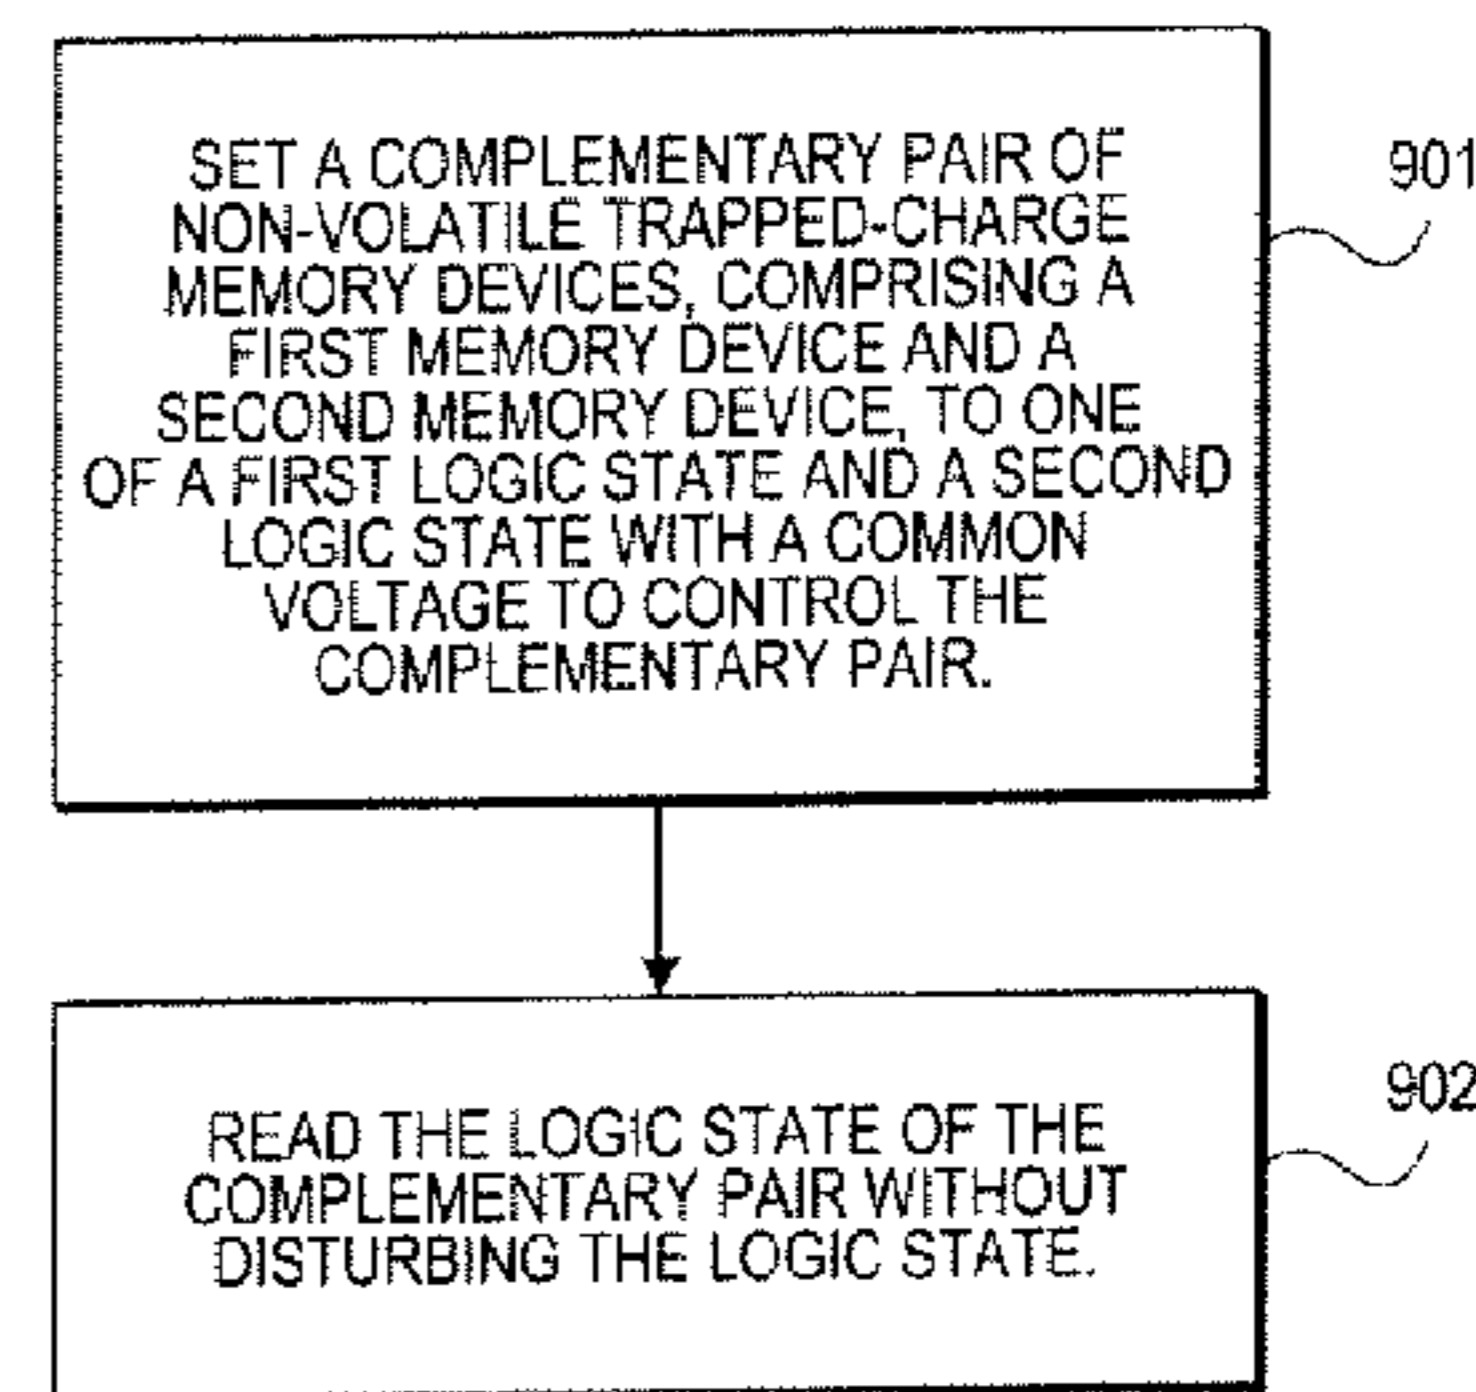 SET A COMPLEMENTARY PAIR OF
NON-VOLATILE TRAPPED-CHARGE
MEMORY DEVICES, COMPRISING A
FIRST MEMORY DEVICE AND A
SECOND MEMORY DEVICE, TO ONE
OF A FIRST LOGIC STATE AND A SECOND
LOGIC STATE WITH A COMMON
VOLTAGE TO CONTROL THE
COMPLEMENTARY PAIR.
901
READ THE LOGIC STATE OF THE
COMPLEMENTARY PAIR WITHOUT
DISTURBING THE LOGIC STATE.
902